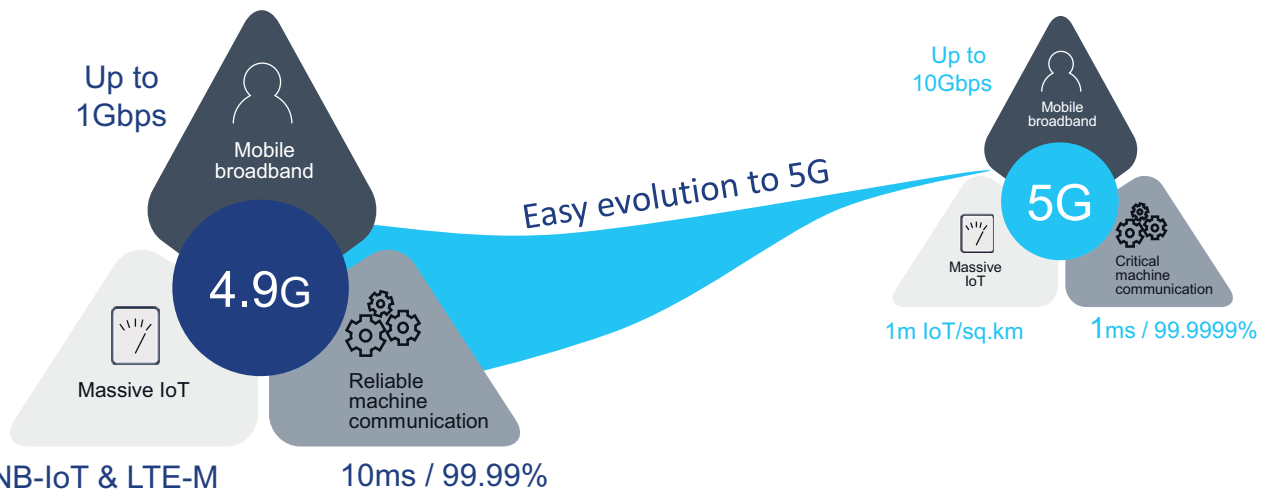 Up to
1Gbps
Mobile
broadband
4.9G
Massive IoT
Reliable
machine
communication
NB-IoT & LTE-M
10ms / 99.99%
Easy evolution to 5G
Up to
10Gbps
Mobile
broadband
5G
Massive
IoT
Critical
machine
communication
1m IoT/sq.km
1ms / 99.9999%